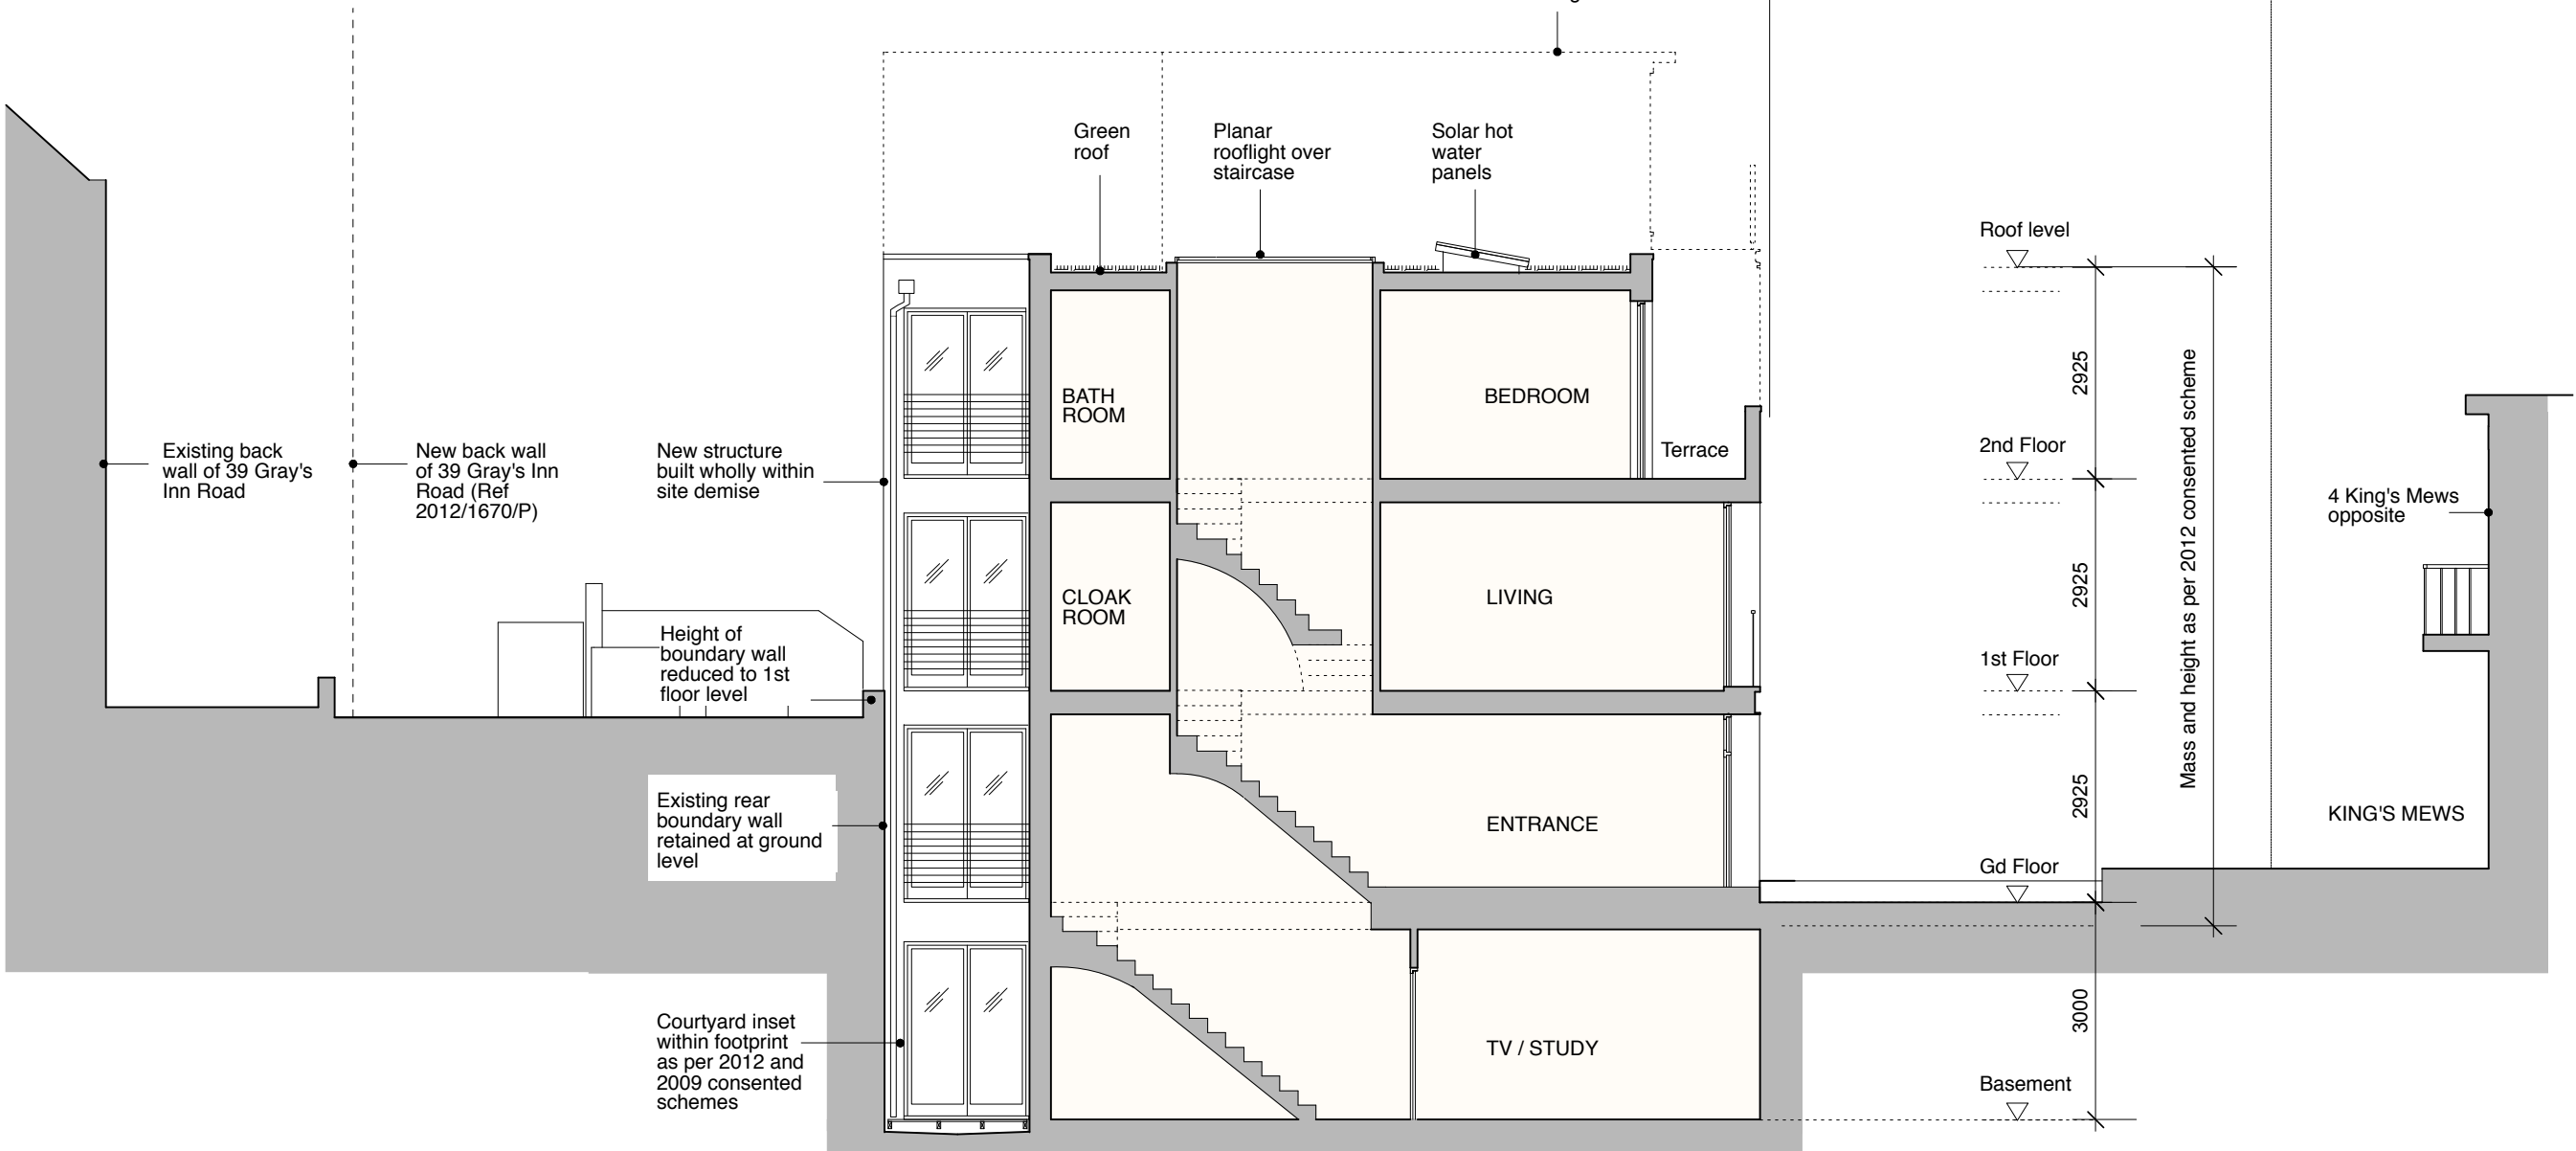 Green
roof
Planar
rooflight over
staircase
Solar hot
water
panels
Roof level
2925
BATH
ROOM
BEDROOM
Terrace
2nd Floor
Existing back
wall of 39 Gray's
Inn Road
New back wall
of 39 Gray's Inn
Road (Ref
2012/1670/P)
New structure
built wholly within
site demise
Mass and height as per 2012 consented scheme
4 King's Mews
opposite
CLOAK
ROOM
LIVING
2925
Height of
boundary wall
reduced to 1st
floor level
1st Floor
Existing rear
boundary wall
retained at ground
level
ENTRANCE
2925
KING'S MEWS
Gd Floor
Courtyard inset
within footprint
as per 2012 and
2009 consented
schemes
TV / STUDY
3000
Basement